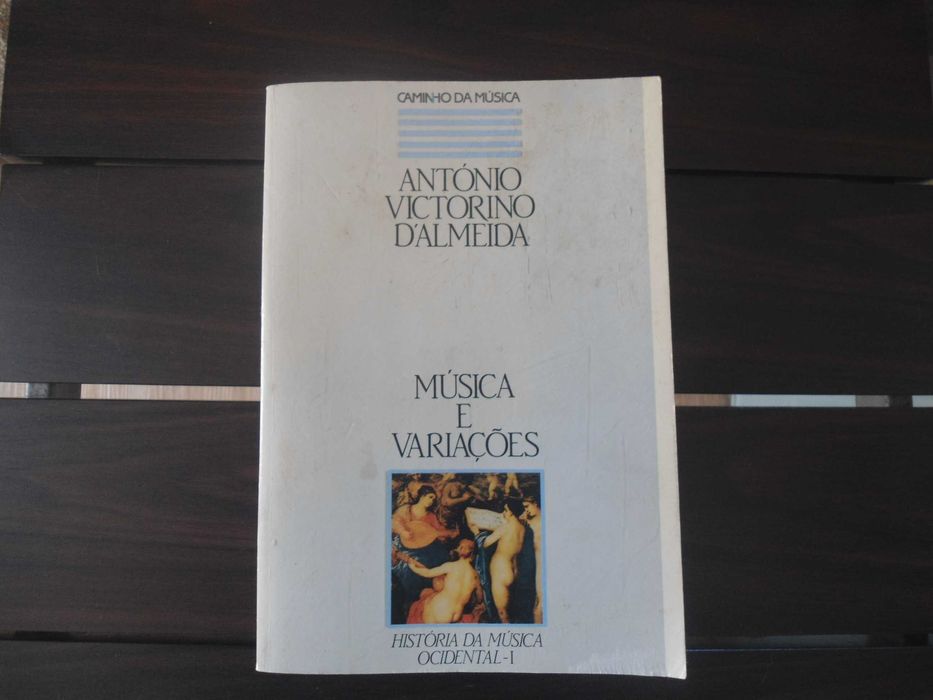 CAMINHO DA MÚSICA
ANTÓNIO
VICTORINO
D'ALMEIDA
MÚSICA
E
VARIAÇÕES
HISTÓRIA DA MÚSICA
OCIDENTAL-I